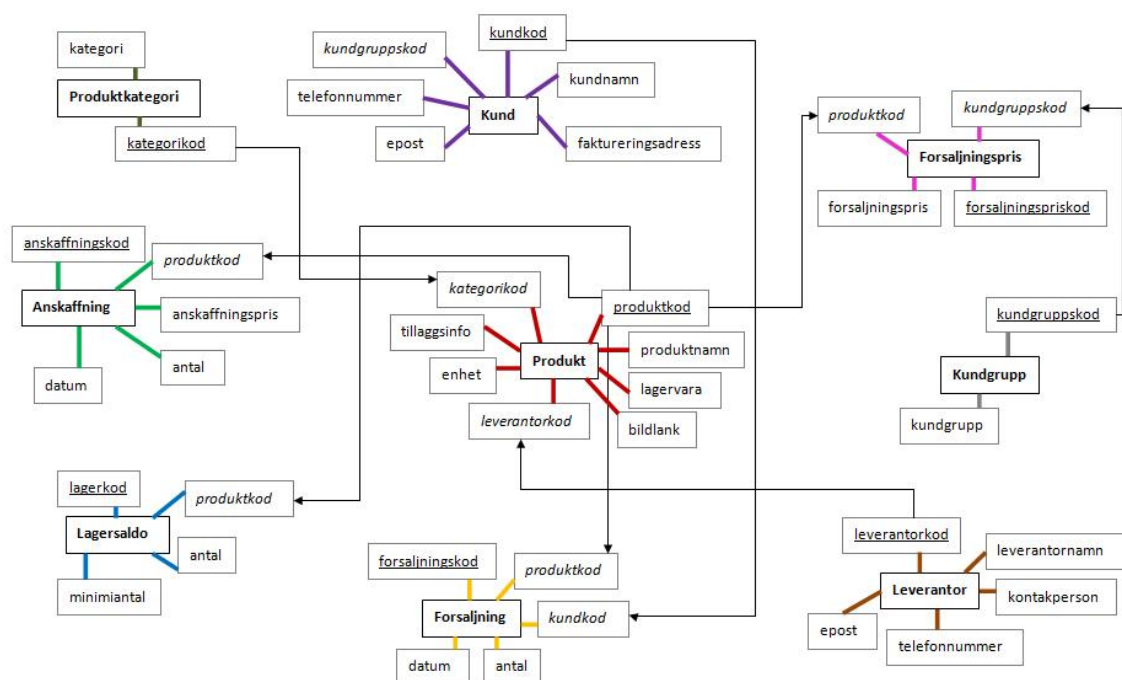 kategori
Produktkategori
kategorikod
kundkod
kundgruppskod
kundnamn
telefonnummer
Kund
epost
faktureringsadress
produktkod
kundgruppskod
Forsaljningspris
forsaljningspris
forsaljningspriskod
anskaffningskod
produktkod
Anskaffning
anskaffningspris
antal
datum
kategorikod
produktkod
tillaggsinfo
produktnamn
Produkt
enhet
lagervara
leverantorkod
bildlank
kundgruppskod
Kundgrupp
kundgrupp
lagerkod
produktkod
Lagersaldo
antal
minimiantal
forsaljningskod
produktkod
Forsaljning
kundkod
datum
antal
leverantorkod
leverantornamn
Leverantor
kontakperson
epost
telefonnummer